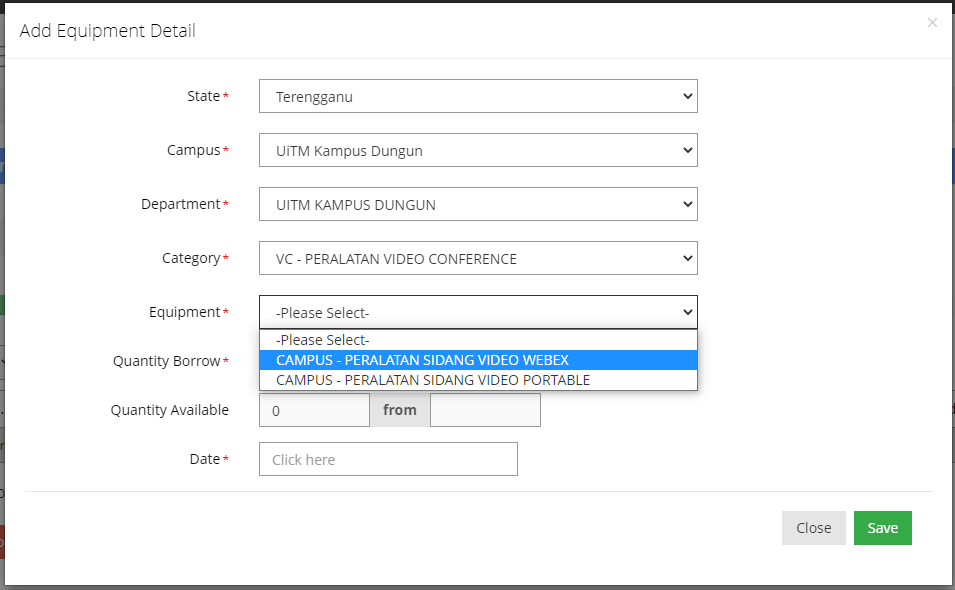 Add Equipment Detail ×
State * Terengganu
Campus * UiTM Kampus Dungun
Department * UITM KAMPUS DUNGUN
Category * VC - PERALATAN VIDEO CONFERENCE
Equipment * -Please Select-
-Please Select-
CAMPUS - PERALATAN SIDANG VIDEO WEBEX
CAMPUS - PERALATAN SIDANG VIDEO PORTABLE
Quantity Borrow *
Quantity Available 0 from
Date * Click here
Close Save